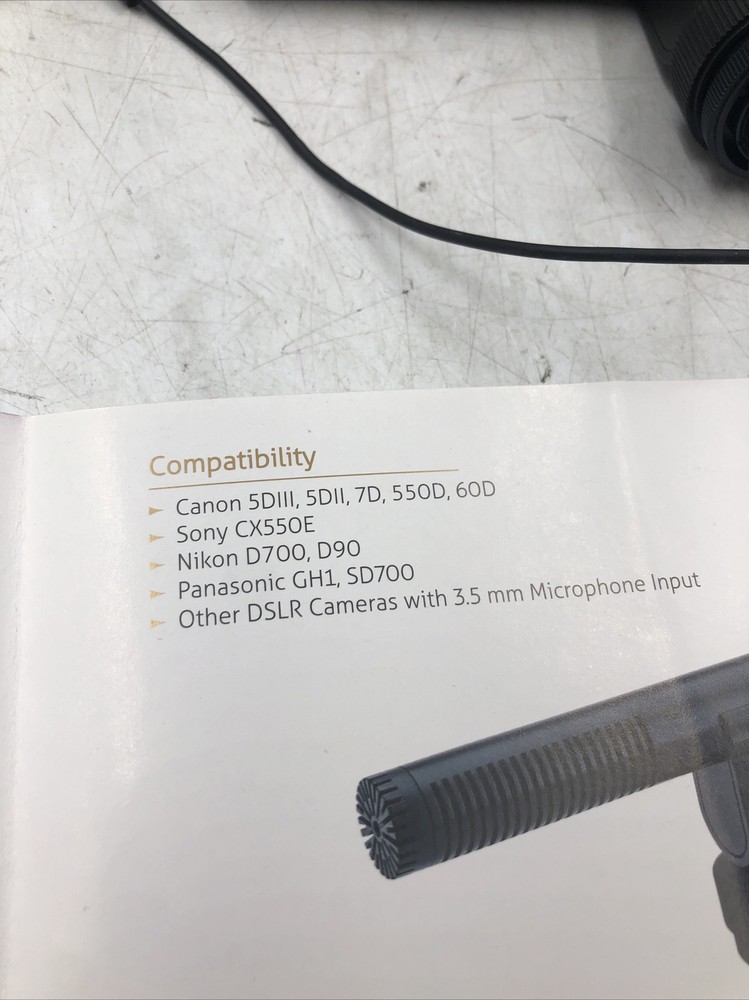 Compatibility
Canon 5DIII, 5DII, 7D, 550D, 60D
Sony CX550E
Nikon D700, D90
Panasonic GH1, SD700
Other DSLR Cameras with 3.5 mm Microphone Input